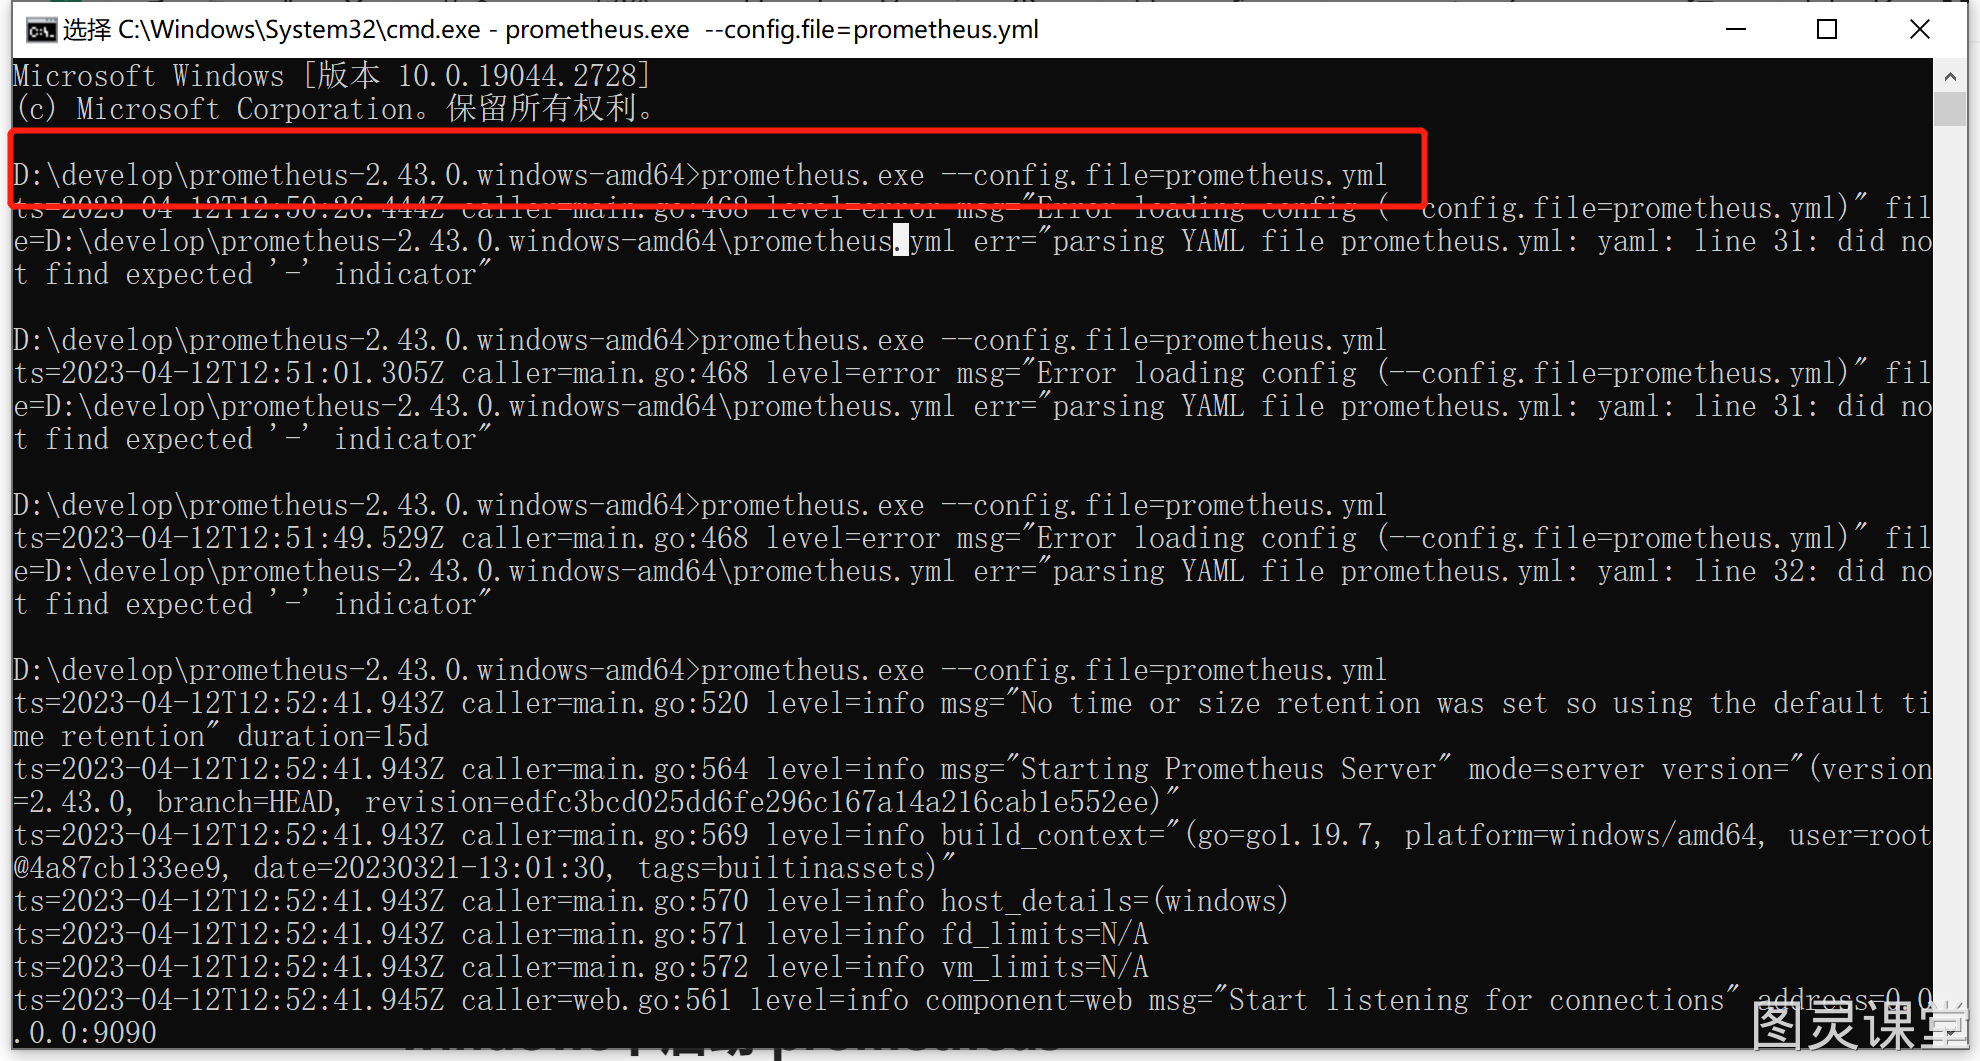 选择 C:\Windows\System32\cmd.exe - prometheus.exe  --config.file=prometheus.yml
Microsoft Windows [版本 10.0.19044.2728]
(c) Microsoft Corporation。保留所有权利。
D:\develop\prometheus-2.43.0.windows-amd64>prometheus.exe --config.file=prometheus.yml
ts=2023-04-12T12:50:26.444Z caller=main.go:468 level=error msg="Error loading config (--config.file=prometheus.yml)" fil
e=D:\develop\prometheus-2.43.0.windows-amd64\prometheus.yml err="parsing YAML file prometheus.yml: yaml: line 31: did no
t find expected '-' indicator"
D:\develop\prometheus-2.43.0.windows-amd64>prometheus.exe --config.file=prometheus.yml
ts=2023-04-12T12:51:01.305Z caller=main.go:468 level=error msg="Error loading config (--config.file=prometheus.yml)" fil
e=D:\develop\prometheus-2.43.0.windows-amd64\prometheus.yml err="parsing YAML file prometheus.yml: yaml: line 31: did no
t find expected '-' indicator"
D:\develop\prometheus-2.43.0.windows-amd64>prometheus.exe --config.file=prometheus.yml
ts=2023-04-12T12:51:49.529Z caller=main.go:468 level=error msg="Error loading config (--config.file=prometheus.yml)" fil
e=D:\develop\prometheus-2.43.0.windows-amd64\prometheus.yml err="parsing YAML file prometheus.yml: yaml: line 32: did no
t find expected '-' indicator"
D:\develop\prometheus-2.43.0.windows-amd64>prometheus.exe --config.file=prometheus.yml
ts=2023-04-12T12:52:41.943Z caller=main.go:520 level=info msg="No time or size retention was set so using the default ti
me retention" duration=15d
ts=2023-04-12T12:52:41.943Z caller=main.go:564 level=info msg="Starting Prometheus Server" mode=server version="(version
=2.43.0, branch=HEAD, revision=edfc3bcd025dd6fe296c167a14a216cab1e552ee)"
ts=2023-04-12T12:52:41.943Z caller=main.go:569 level=info build_context="(go=go1.19.7, platform=windows/amd64, user=root
@4a87cb133ee9, date=20230321-13:01:30, tags=builtinassets)"
ts=2023-04-12T12:52:41.943Z caller=main.go:570 level=info host_details=(windows)
ts=2023-04-12T12:52:41.943Z caller=main.go:571 level=info fd_limits=N/A
ts=2023-04-12T12:52:41.943Z caller=main.go:572 level=info vm_limits=N/A
ts=2023-04-12T12:52:41.945Z caller=web.go:561 level=info component=web msg="Start listening for connections" address=0.0
.0.0:9090
图灵课堂